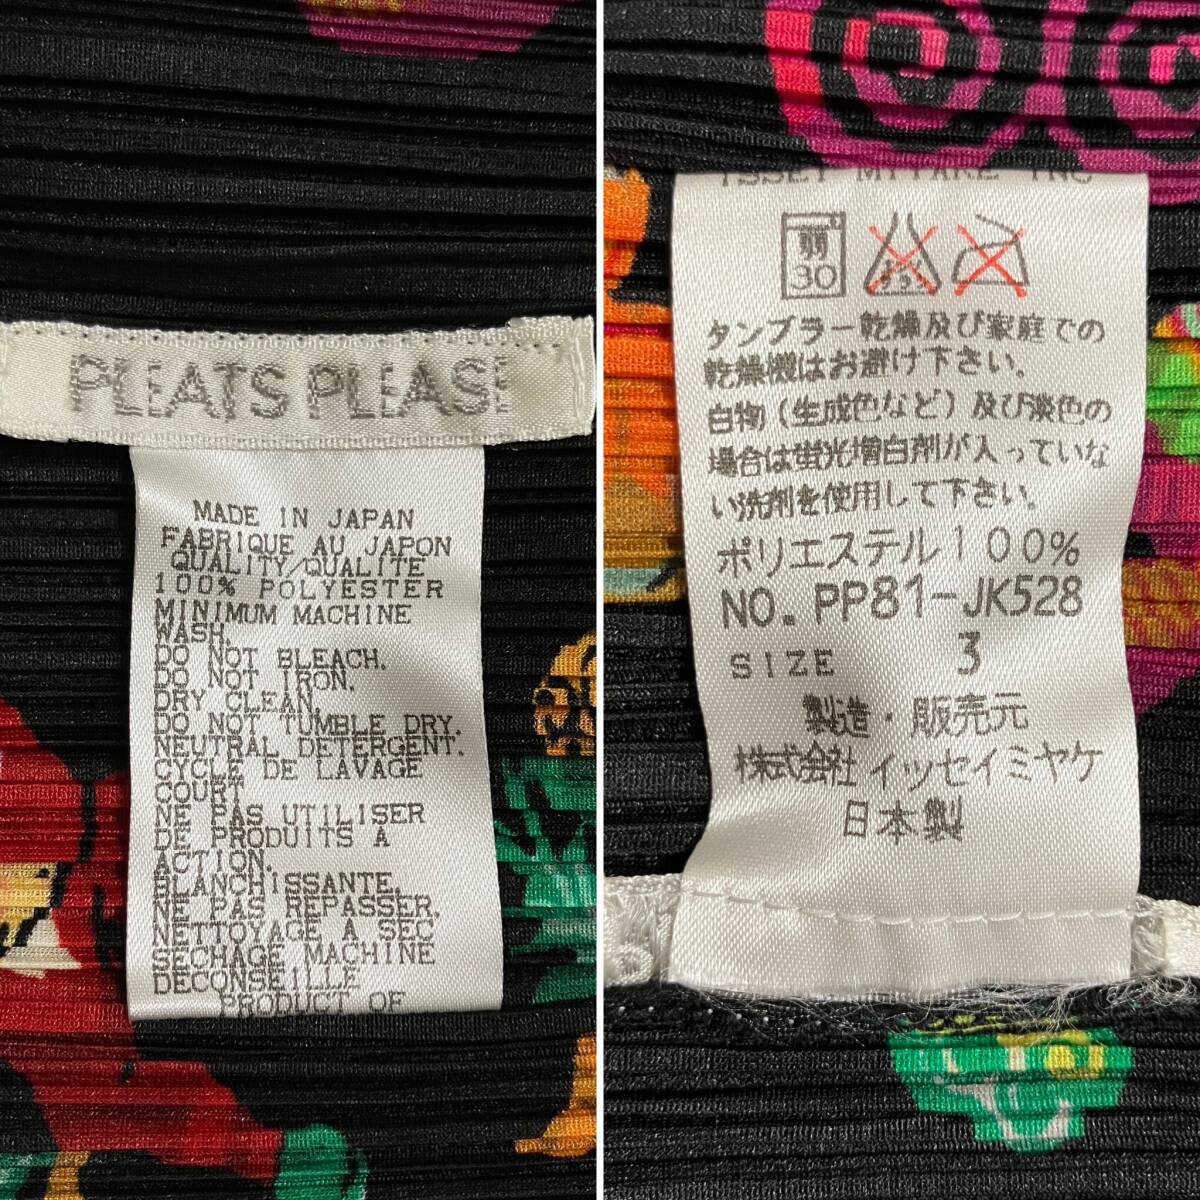 PLEATS PLEASE
MADE IN JAPAN
FABRIQUE AU JAPON
QUALITY/QUALITE
100% POLYESTER
MINIMUM MACHINE
WASH.
DO NOT BLEACH.
DO NOT IRON.
DRY CLEAN.
DO NOT TUMBLE DRY.
NEUTRAL DETERGENT.
CYCLE DE LAVAGE
COURT
NE PAS UTILISER
DE PRODUITS A
ACTION.
BLANCHISSANTE.
NE PAS REPASSER.
NETTOYAGE A SEC
SECHAGE MACHINE
DECONSEILLE
PRODUCT OF
ISSEY MIYAKE INC
弱
30
エンソ
サラシ
タンブラー乾燥及び家庭での
乾燥機はお避け下さい。
白物（生成色など）及び淡色の
場合は蛍光増白剤が入っていな
い洗剤を使用して下さい。
ポリエステル100%
NO. PP81-JK528
SIZE 3
製造・販売元
株式会社イッセイミヤケ
日本製